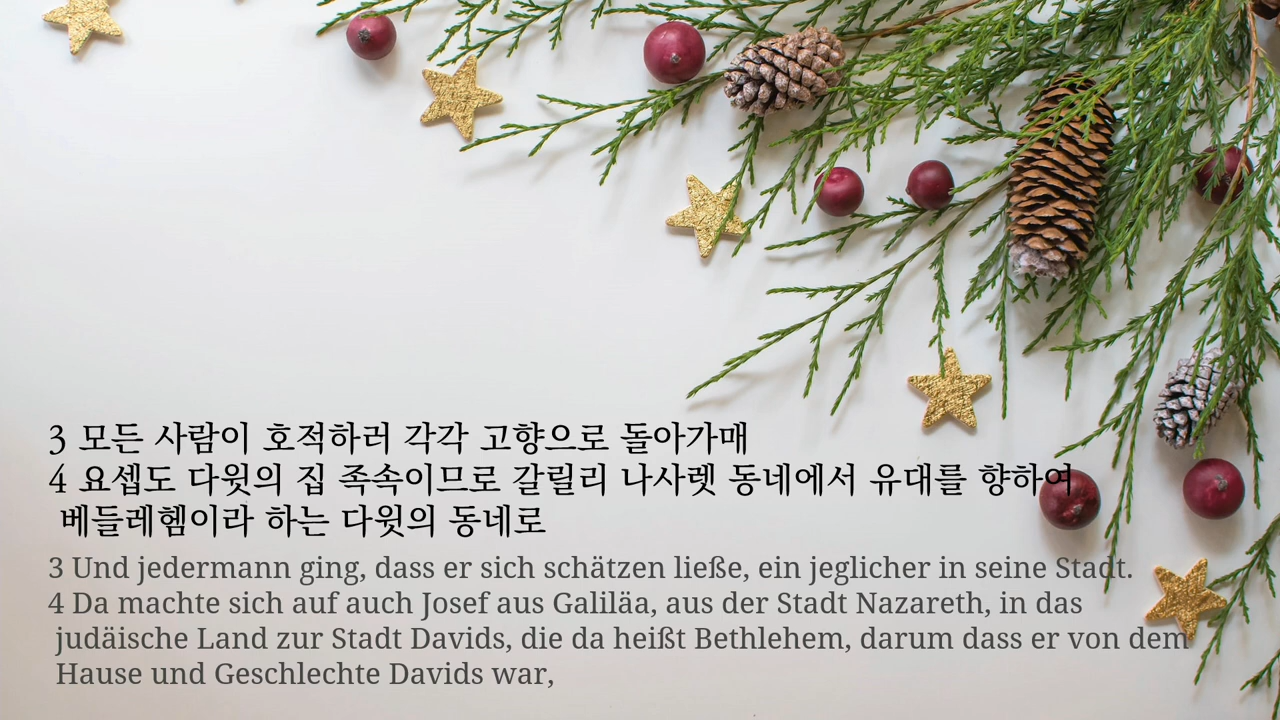 3 모든 사람이 호적하러 각각 고향으로 돌아가매
4 요셉도 다윗의 집 족속이므로 갈릴리 나사렛 동네에서 유대를 향하여
베들레헴이라 하는 다윗의 동네로
3 Und jedermann ging, dass er sich schätzen ließe, ein jeglicher in seine Stadt.
4 Da machte sich auf auch Josef aus Galiläa, aus der Stadt Nazareth, in das
judäische Land zur Stadt Davids, die da heißt Bethlehem, darum dass er von dem
Hause und Geschlechte Davids war,